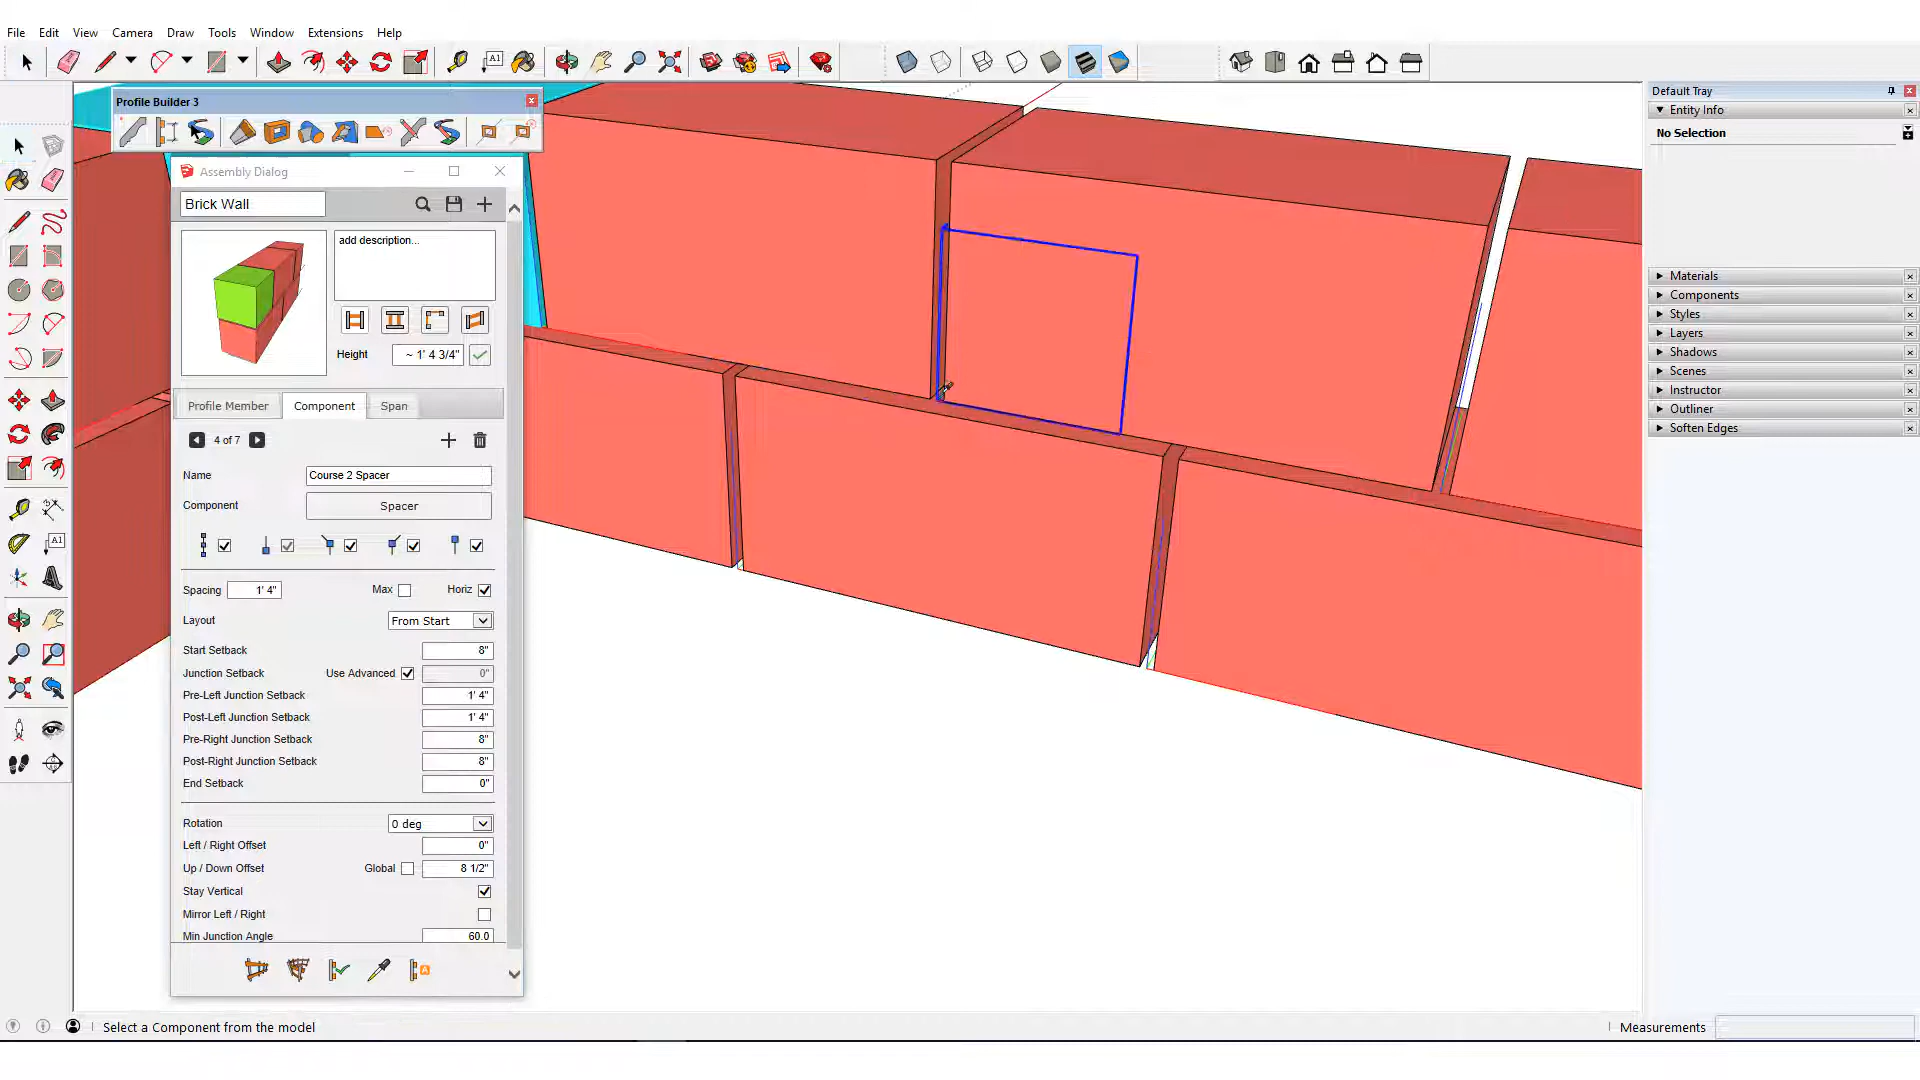 File Edit View Camera Draw Tools Window Extensions Help
A1
Profile Builder 3
Default Tray
Entity Info
No Selection
Assembly Dialog
Brick Wall
add description...
Height ~ 1' 4 3/4"
Profile Member Component Span
4 of 7
Name Course 2 Spacer
Component Spacer
Spacing 1' 4" Max Horiz
Layout From Start
Start Setback 8"
Junction Setback Use Advanced 0"
Pre-Left Junction Setback 1' 4"
Post-Left Junction Setback 1' 4"
Pre-Right Junction Setback 8"
Post-Right Junction Setback 8"
End Setback 0"
Rotation 0 deg
Left / Right Offset 0"
Up / Down Offset Global 8 1/2"
Stay Vertical
Mirror Left / Right
Min Junction Angle 60.0
A
A1
Materials
Components
Styles
Layers
Shadows
Scenes
Instructor
Outliner
Soften Edges
Select a Component from the model
Measurements